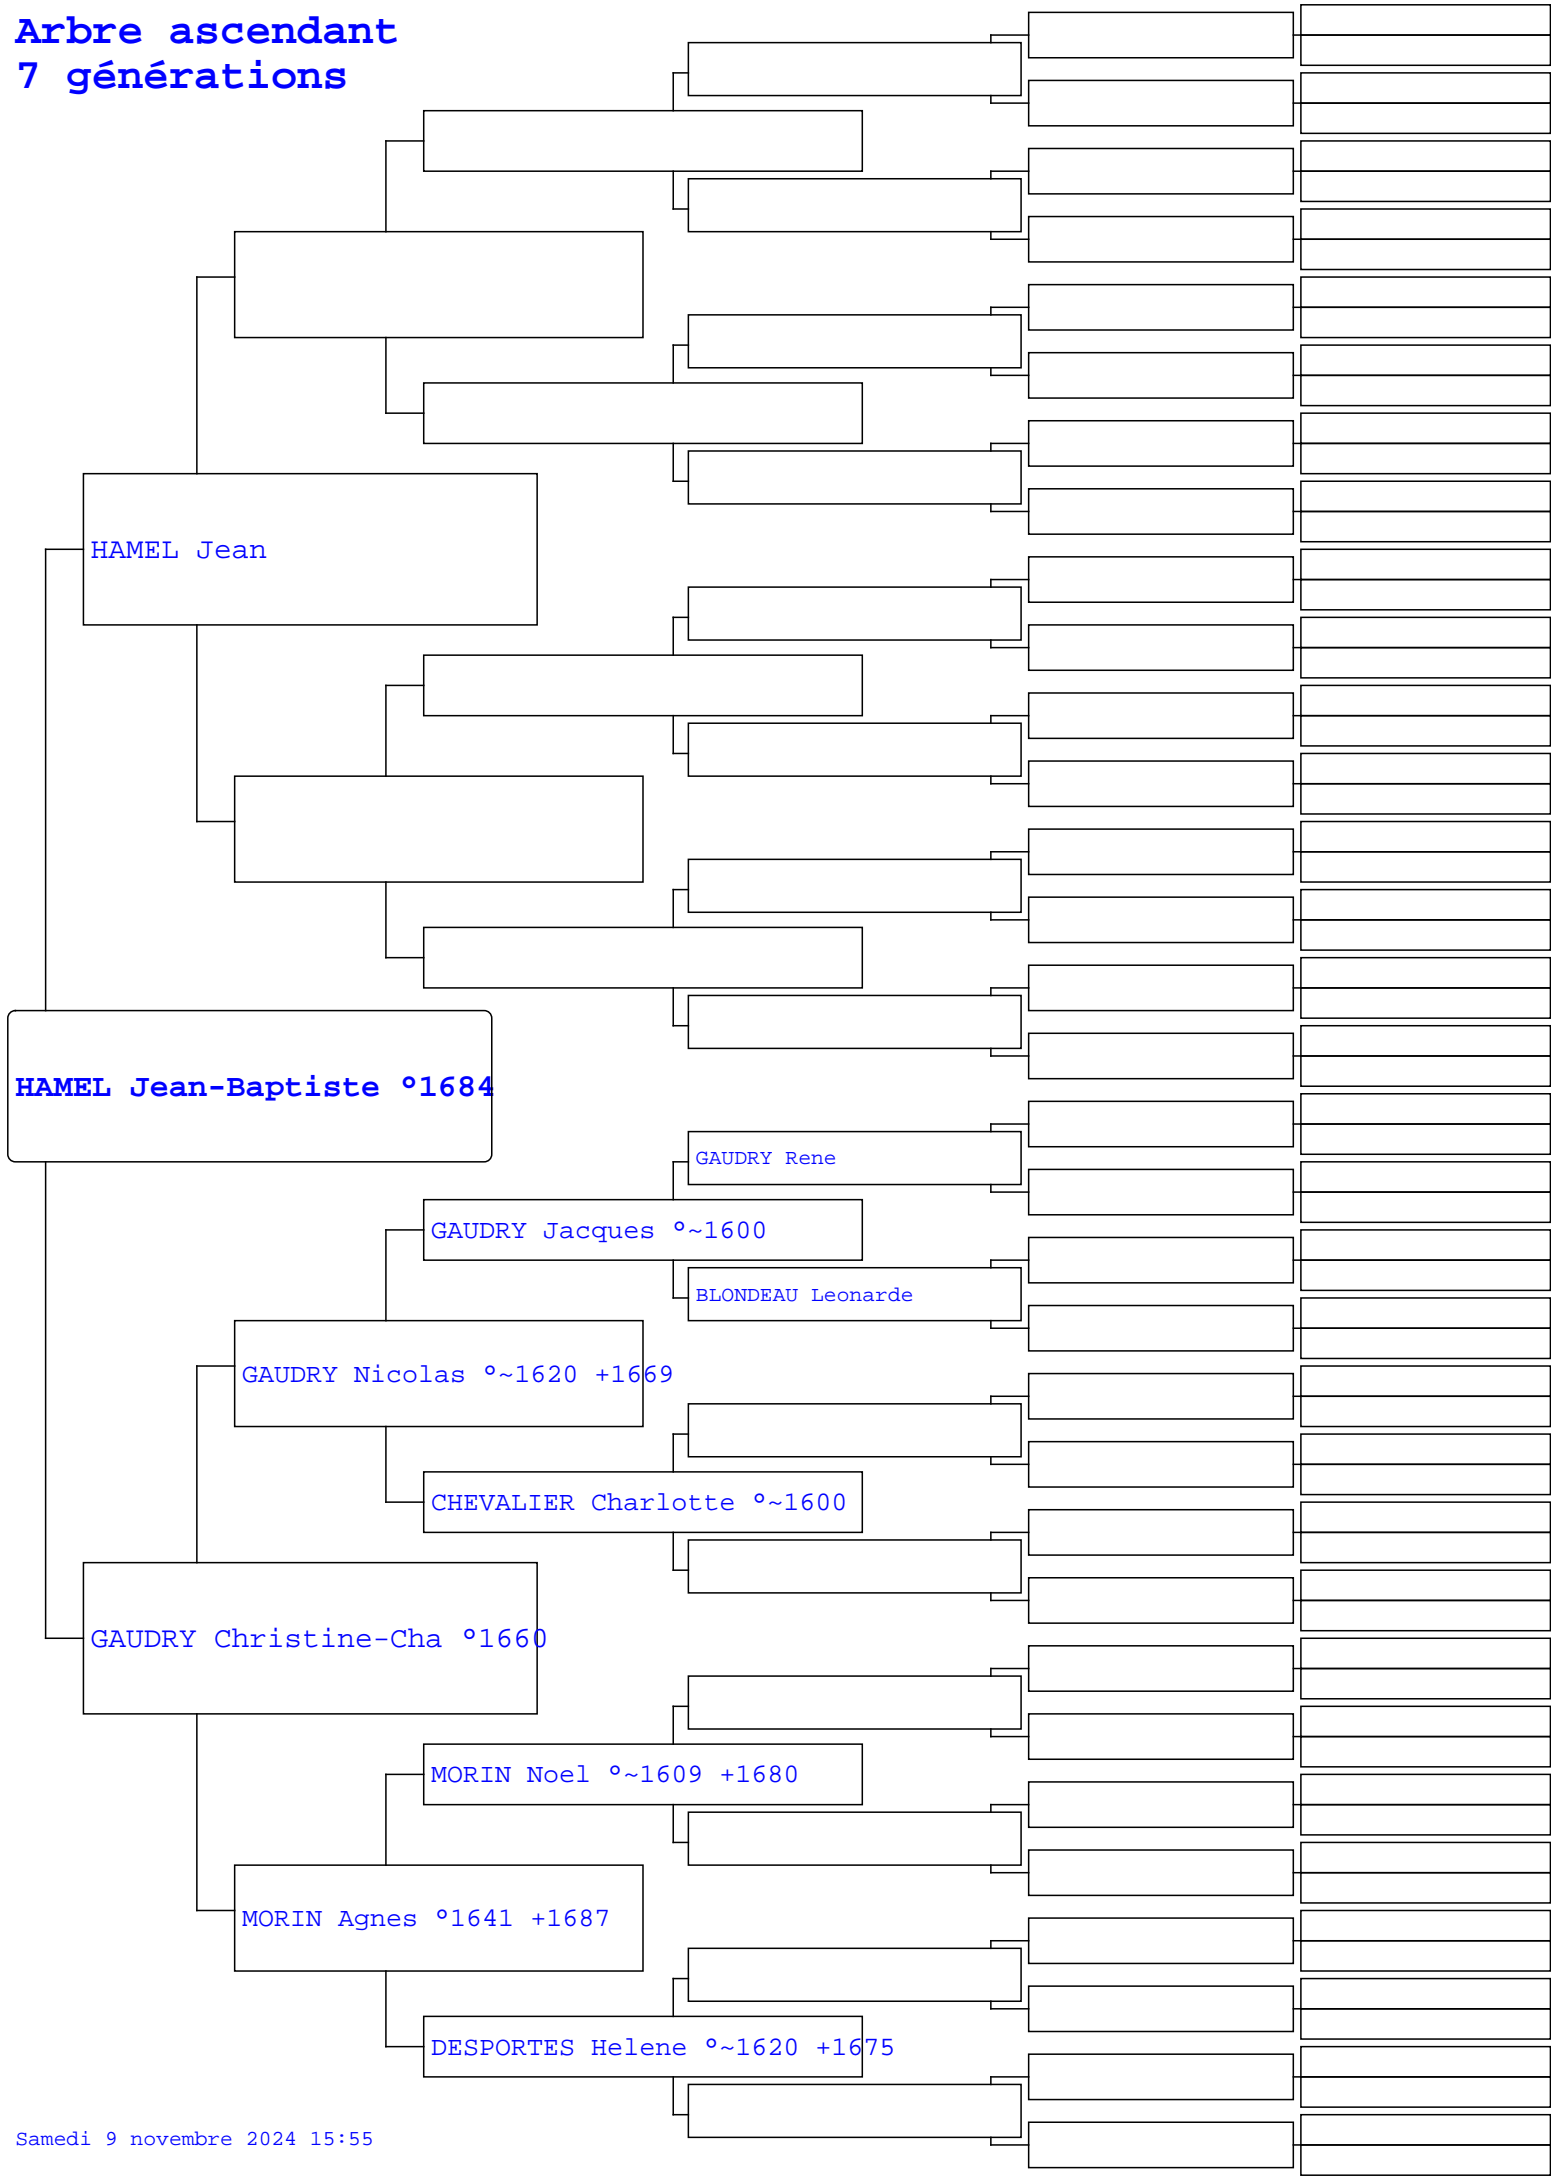 Arbre ascendant
7 générations
HAMEL Jean
HAMEL Jean-Baptiste °1684
GAUDRY Rene
GAUDRY Jacques °~1600
BLONDEAU Leonarde
GAUDRY Nicolas °~1620 +1669
CHEVALIER Charlotte °~1600
GAUDRY Christine-Cha °1660
MORIN Noel °~1609 +1680
MORIN Agnes °1641 +1687
DESPORTES Helene °~1620 +1675
Samedi 9 novembre 2024 15:55